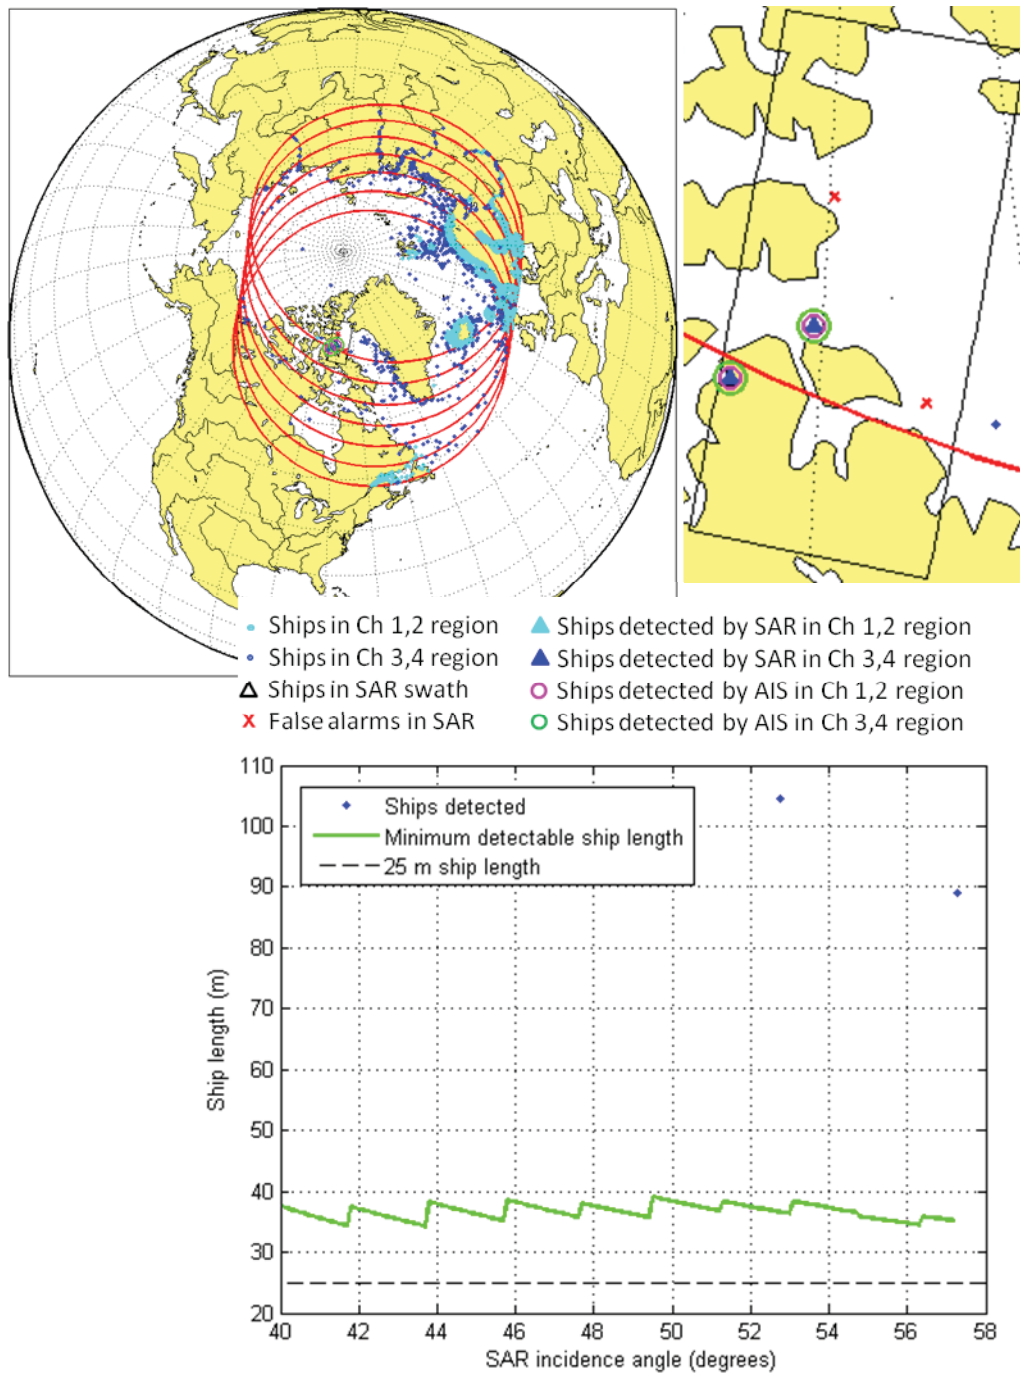 Ships in Ch 1,2 region
Ships in Ch 3,4 region
Ships in SAR swath
False alarms in SAR
Ships detected by SAR in Ch 1,2 region
Ships detected by SAR in Ch 3,4 region
Ships detected by AIS in Ch 1,2 region
Ships detected by AIS in Ch 3,4 region
Ships detected
Minimum detectable ship length
25 m ship length
110
100
90
80
70
60
50
40
30
20
Ship length (m)
40 42 44 46 48 50 52 54 56 58
SAR incidence angle (degrees)